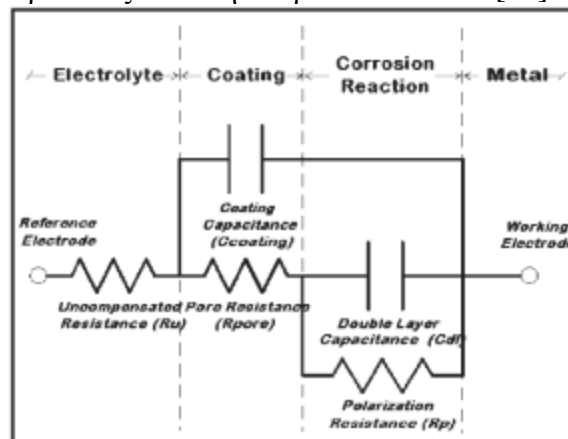 Electrolyte
Coating
Corrosion
Reaction
Metal
Coating
Capacitance
(Ccoating)
Reference
Electrode
Working
Electrode
Uncompensated
Resistance (Ru)
Pore Resistance
(Rpore)
Double Layer
Capacitance (Cdl)
Polarization
Resistance (Rp)